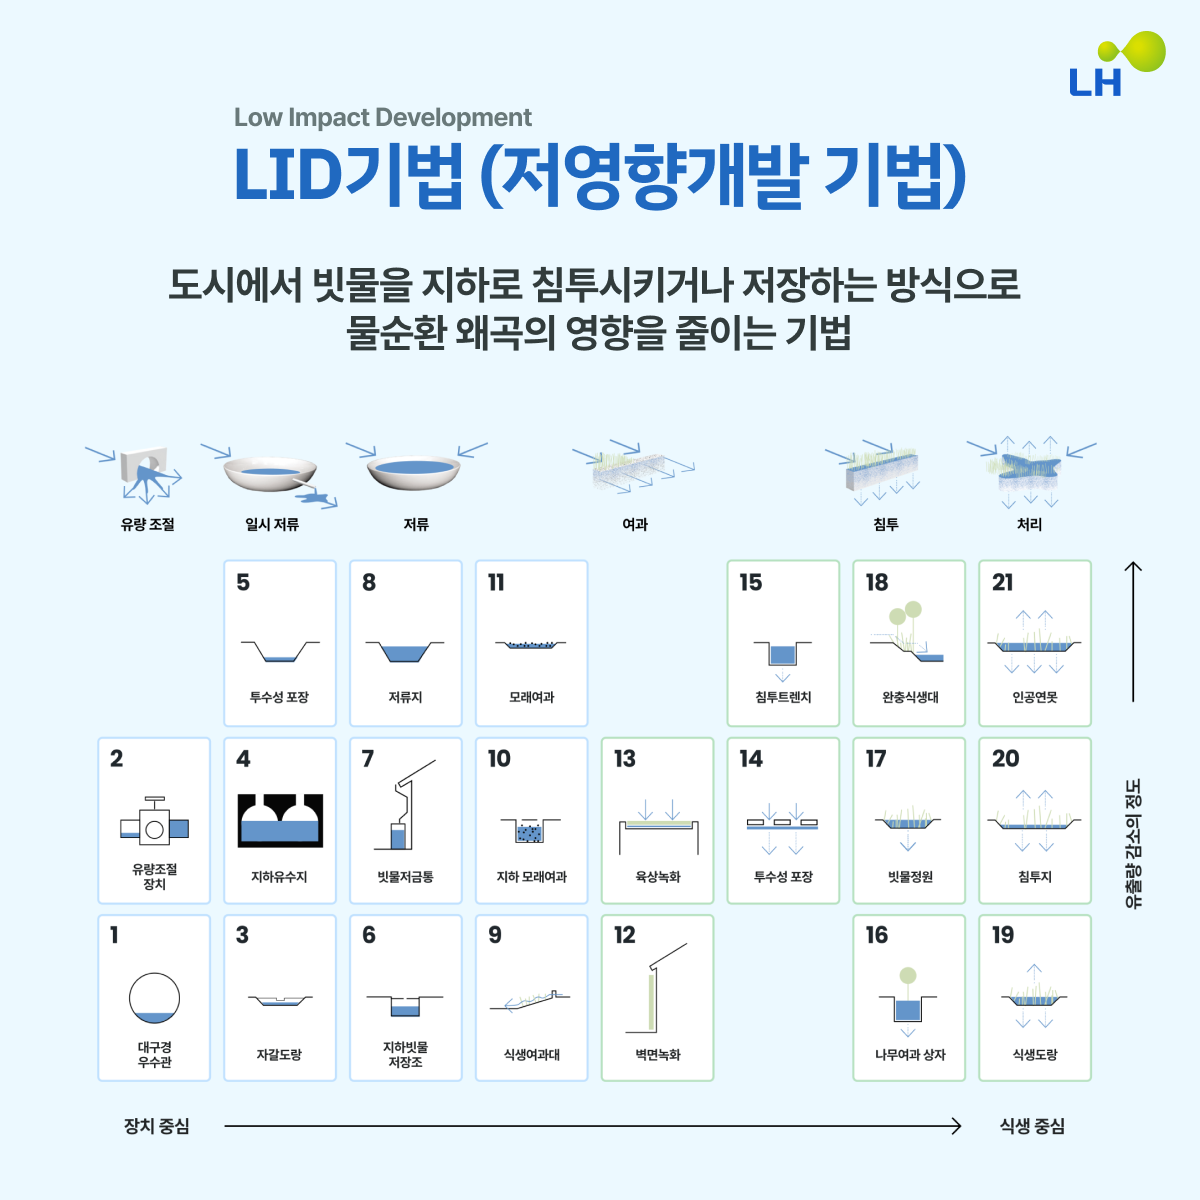 LH
Low Impact Development
LID기법 (저영향개발 기법)
도시에서 빗물을 지하로 침투시키거나 저장하는 방식으로
물순환 왜곡의 영향을 줄이는 기법
유량 조절
일시 저류
저류
여과
침투
처리
5
투수성 포장
8
저류지
11
모래여과
15
침투트렌치
18
완충식생대
21
인공연못
2
유량조절
장치
4
지하유수지
7
빗물저금통
10
지하 모래여과
13
육상녹화
14
투수성 포장
17
빗물정원
20
침투지
1
대구경
우수관
3
자갈도랑
6
지하빗물
저장조
9
식생여과대
12
벽면녹화
16
나무여과 상자
19
식생도랑
유출량 감소의 정도
장치 중심
식생 중심